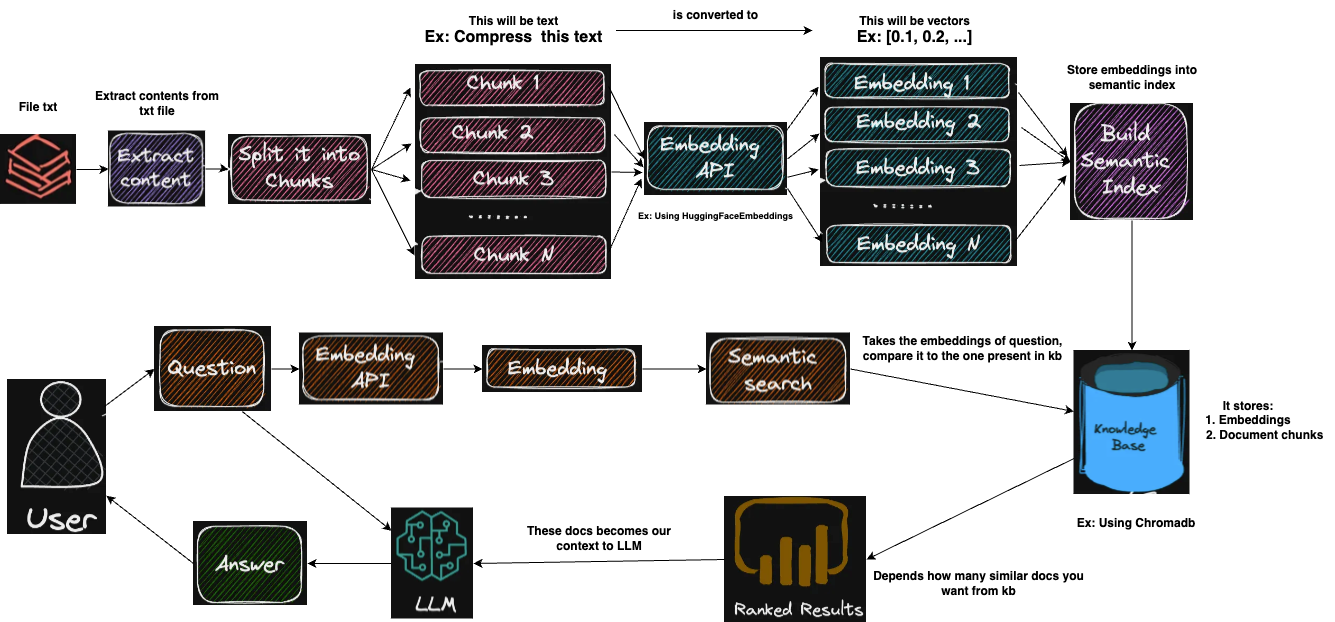 This will be text
Ex: Compress  this text
is converted to
This will be vectors
Ex: [0.1, 0.2, ...]
File txt
Extract contents from
txt file
Extract
content
Split it into
Chunks
Chunk 1
Chunk 2
Chunk 3
.......
Chunk N
Embedding
API
Ex: Using HuggingFaceEmbeddings
Embedding 1
Embedding 2
Embedding 3
.......
Embedding N
Store embeddings into
semantic index
Build
Semantic
Index
Question
Embedding
API
Embedding
Semantic
search
Takes the embeddings of question,
compare it to the one present in kb
Knowledge
Base
It stores:
1. Embeddings
2. Document chunks
Ex: Using Chromadb
User
Answer
LLM
These docs becomes our
context to LLM
Ranked Results
Depends how many similar docs you
want from kb